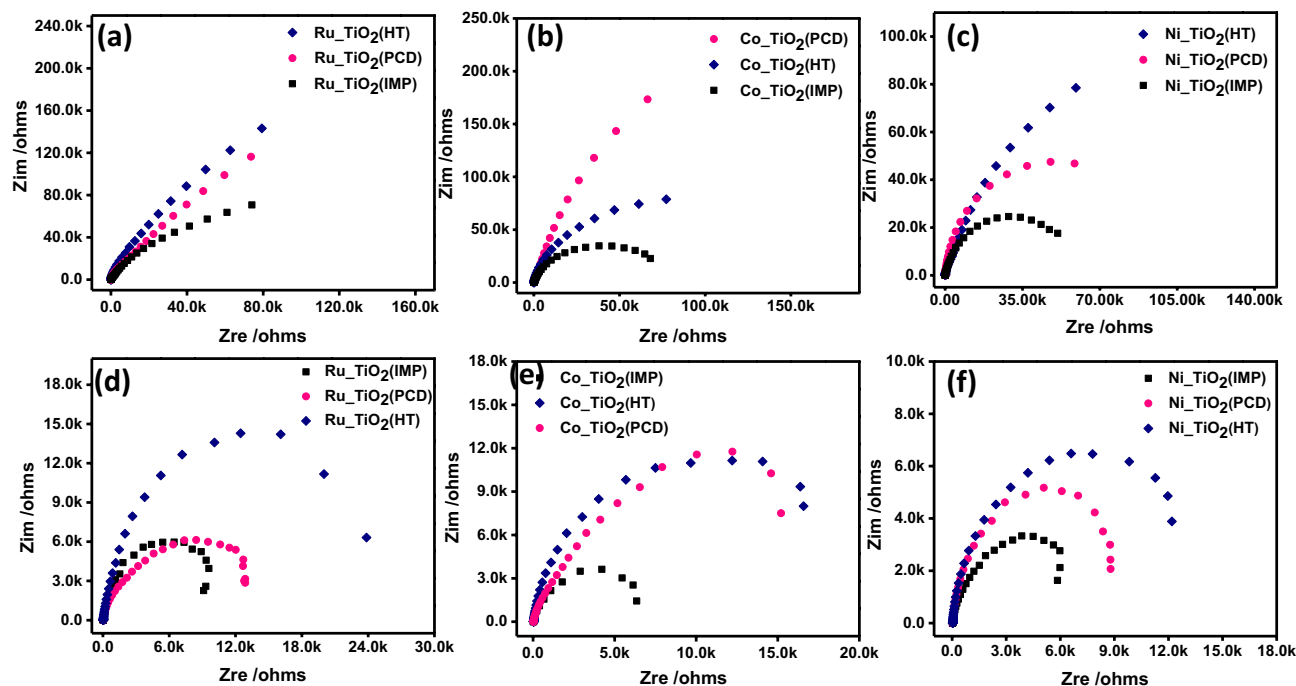 (a)
Ru_TiO2(HT)
Ru_TiO2(PCD)
Ru_TiO2(IMP)
240.0k
200.0k
160.0k
120.0k
80.0k
40.0k
0.0
Zim /ohms
0.0 40.0k 80.0k 120.0k 160.0k
Zre /ohms
(b)
Co_TiO2(PCD)
Co_TiO2(HT)
Co_TiO2(IMP)
250.0k
200.0k
150.0k
100.0k
50.0k
0.0
Zim /ohms
0.0 50.0k 100.0k 150.0k
Zre /ohms
(c)
Ni_TiO2(HT)
Ni_TiO2(PCD)
Ni_TiO2(IMP)
100.0k
80.0k
60.0k
40.0k
20.0k
0.0
Zim /ohms
0.00 35.00k 70.00k 105.00k 140.00k
Zre /ohms
(d)
Ru_TiO2(IMP)
Ru_TiO2(PCD)
Ru_TiO2(HT)
18.0k
15.0k
12.0k
9.0k
6.0k
3.0k
0.0
Zim /ohms
0.0 6.0k 12.0k 18.0k 24.0k 30.0k
Zre /ohms
(e)
Co_TiO2(IMP)
Co_TiO2(HT)
Co_TiO2(PCD)
18.0k
15.0k
12.0k
9.0k
6.0k
3.0k
0.0
Zim /ohms
0.0 5.0k 10.0k 15.0k 20.0k
Zre /ohms
(f)
Ni_TiO2(IMP)
Ni_TiO2(PCD)
Ni_TiO2(HT)
10.0k
8.0k
6.0k
4.0k
2.0k
0.0
Zim /ohms
0.0 3.0k 6.0k 9.0k 12.0k 15.0k 18.0k
Zre /ohms